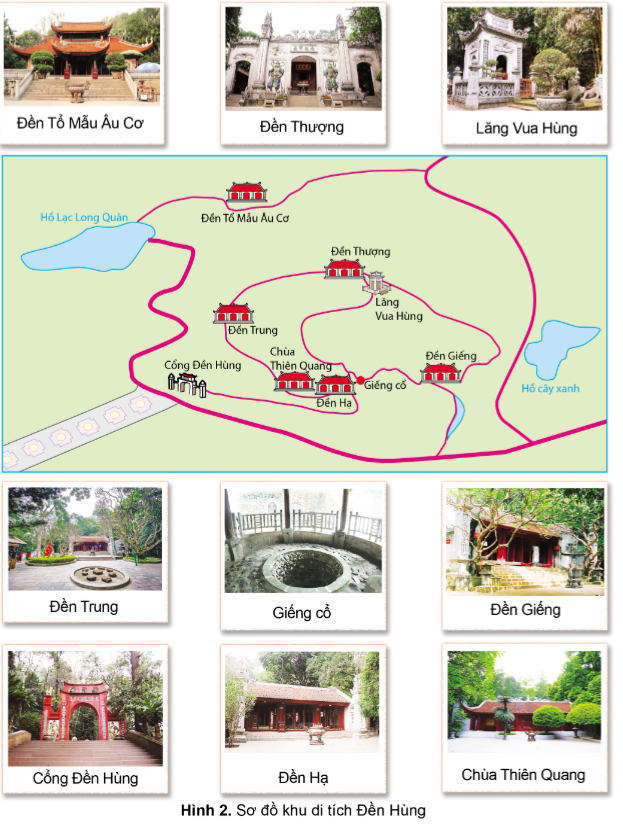 Đền Tổ Mẫu Âu Cơ
Đền Thượng
Lăng Vua Hùng
Hồ Lạc Long Quân
Đền Tổ Mẫu Âu Cơ
Đền Thượng
Lăng
Vua Hùng
Đền Trung
Chùa
Thiên Quang
Cổng Đền Hùng
Đền Giếng
Giếng cổ
Hồ cây xanh
Đền Hạ
Đền Trung
Giếng cổ
Đền Giếng
Cổng Đền Hùng
Đền Hạ
Chùa Thiên Quang
Hình 2. Sơ đồ khu di tích Đền Hùng